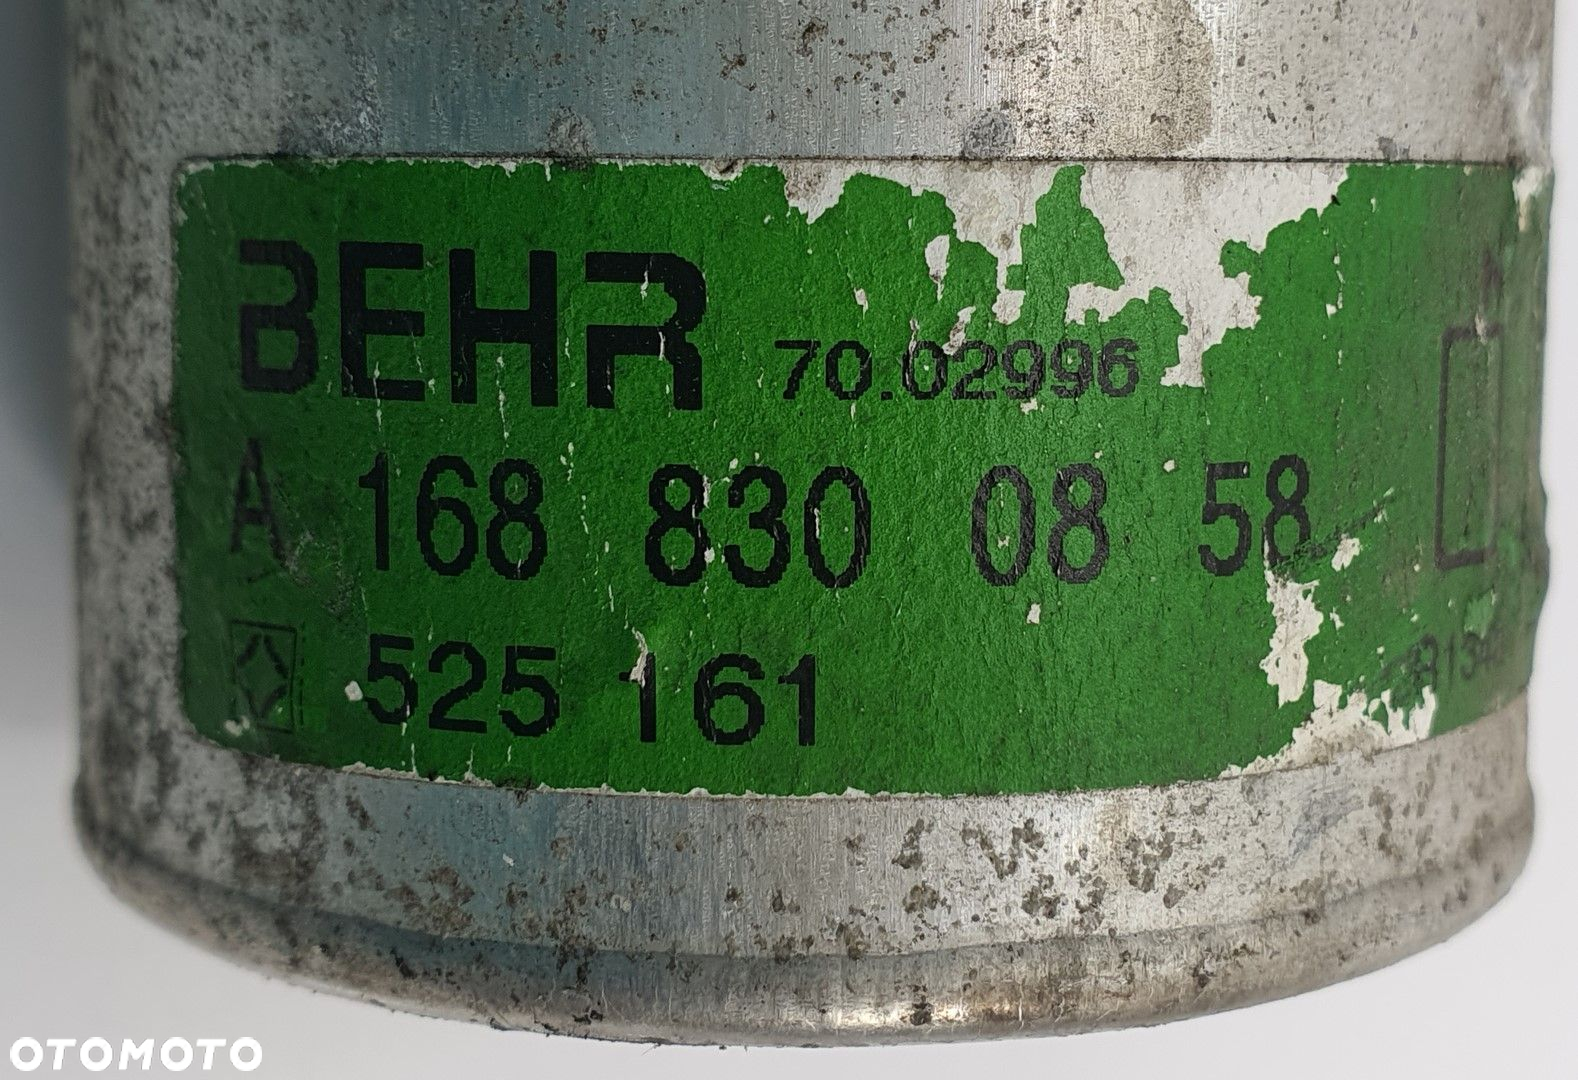 BEHR 70.02996
A 168 830 08 58
525 161
OTOMOTO